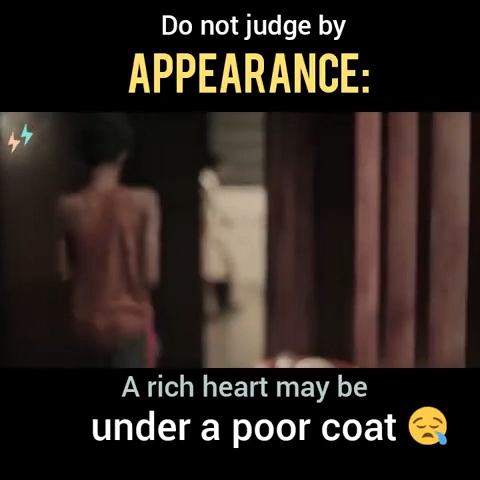 Do not judge by
APPEARANCE:
A rich heart may be
under a poor coat 😪